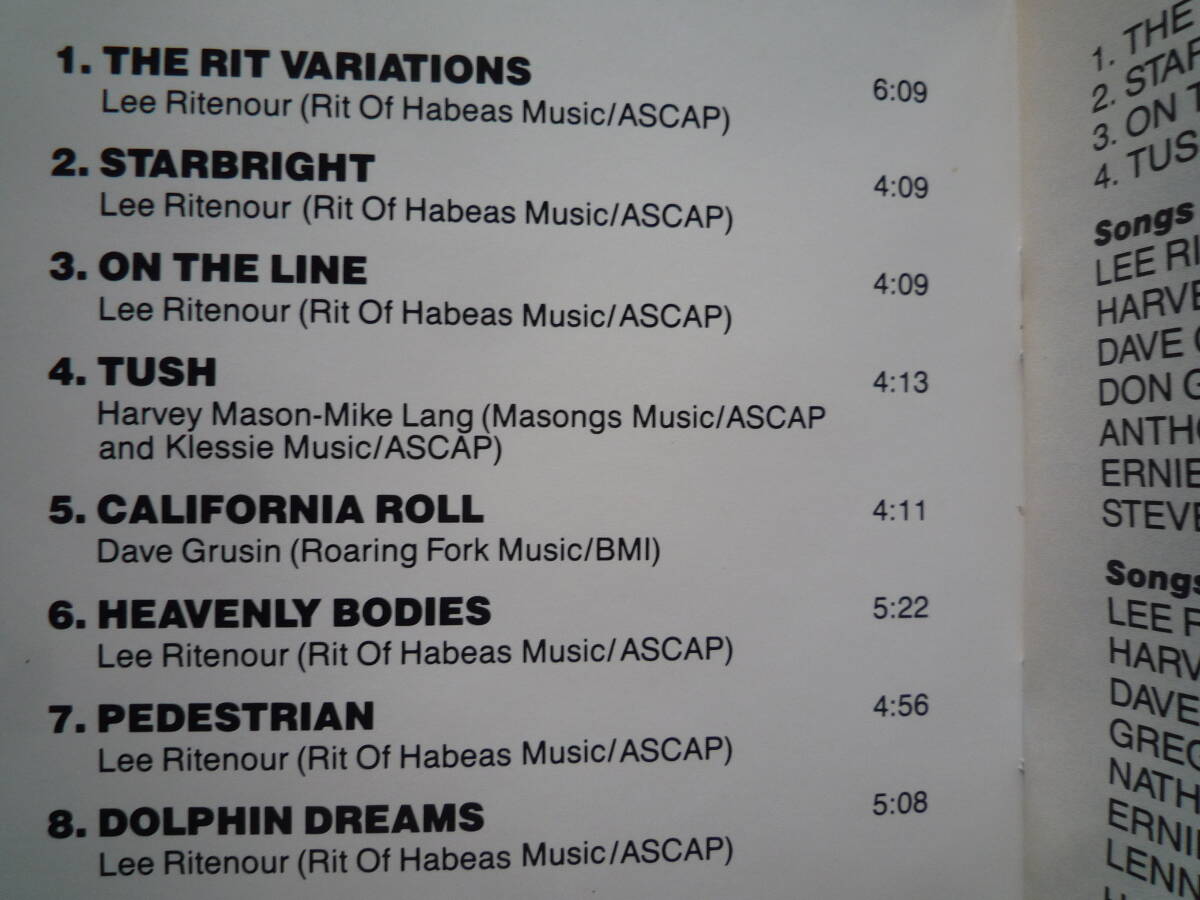 1. THE RIT VARIATIONS 6:09
Lee Ritenour (Rit Of Habeas Music/ASCAP)
2. STARBRIGHT 4:09
Lee Ritenour (Rit Of Habeas Music/ASCAP)
3. ON THE LINE 4:09
Lee Ritenour (Rit Of Habeas Music/ASCAP)
4. TUSH 4:13
Harvey Mason-Mike Lang (Masongs Music/ASCAP
and Klessie Music/ASCAP)
5. CALIFORNIA ROLL 4:11
Dave Grusin (Roaring Fork Music/BMI)
6. HEAVENLY BODIES 5:22
Lee Ritenour (Rit Of Habeas Music/ASCAP)
7. PEDESTRIAN 4:56
Lee Ritenour (Rit Of Habeas Music/ASCAP)
8. DOLPHIN DREAMS 5:08
Lee Ritenour (Rit Of Habeas Music/ASCAP)
1. THE
2. STAR
3. ON T
4. TUS
Songs
LEE RI
HARVE
DAVE G
DON G
ANTHO
ERNIE
STEVE
Songs
LEE R
HARV
DAVE
GREG
NATH
ERNIE
LENN